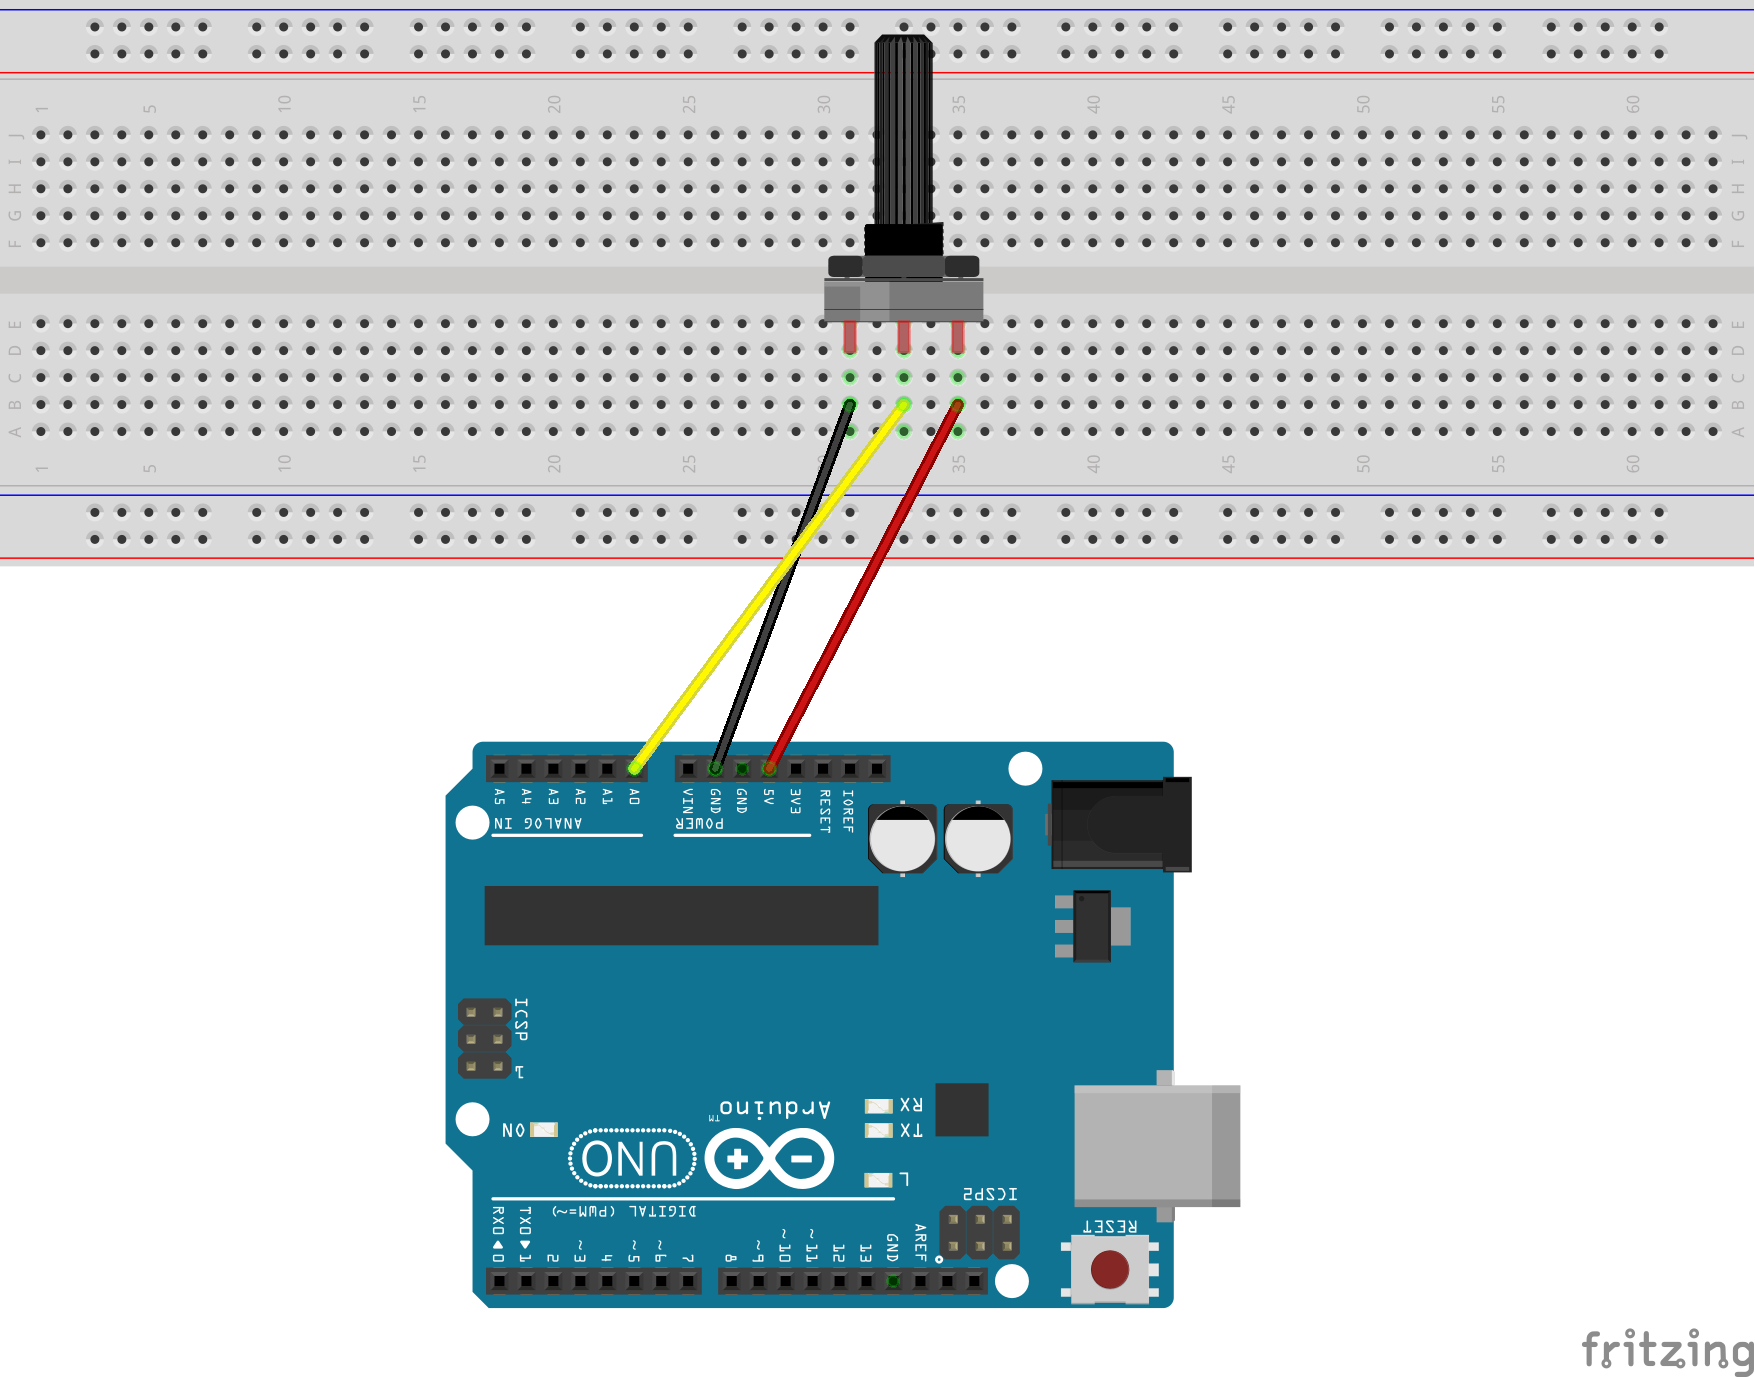 1 5 10 15 20 25 30 35 40 45 50 55 60
J J
I I
H H
G G
F F
E E
D D
C C
B B
A A
1 5 10 15 20 25 35 40 45 50 55 60
A5 A4 A3 A2 A1 A0 VIN GND GND 5V 3V3 RESET IOREF
ANALOG IN POWER
ICSP
1
Arduino
TM
RX
TX
ON
UNO
L
ICSP2
DIGITAL (PWM=~)
RESET
RX0 ◀ 0 TX0 ▶ 1 2 ~3 4 ~5 ~6 7 8 ~9 ~10 ~11 12 13 GND AREF
fritzing